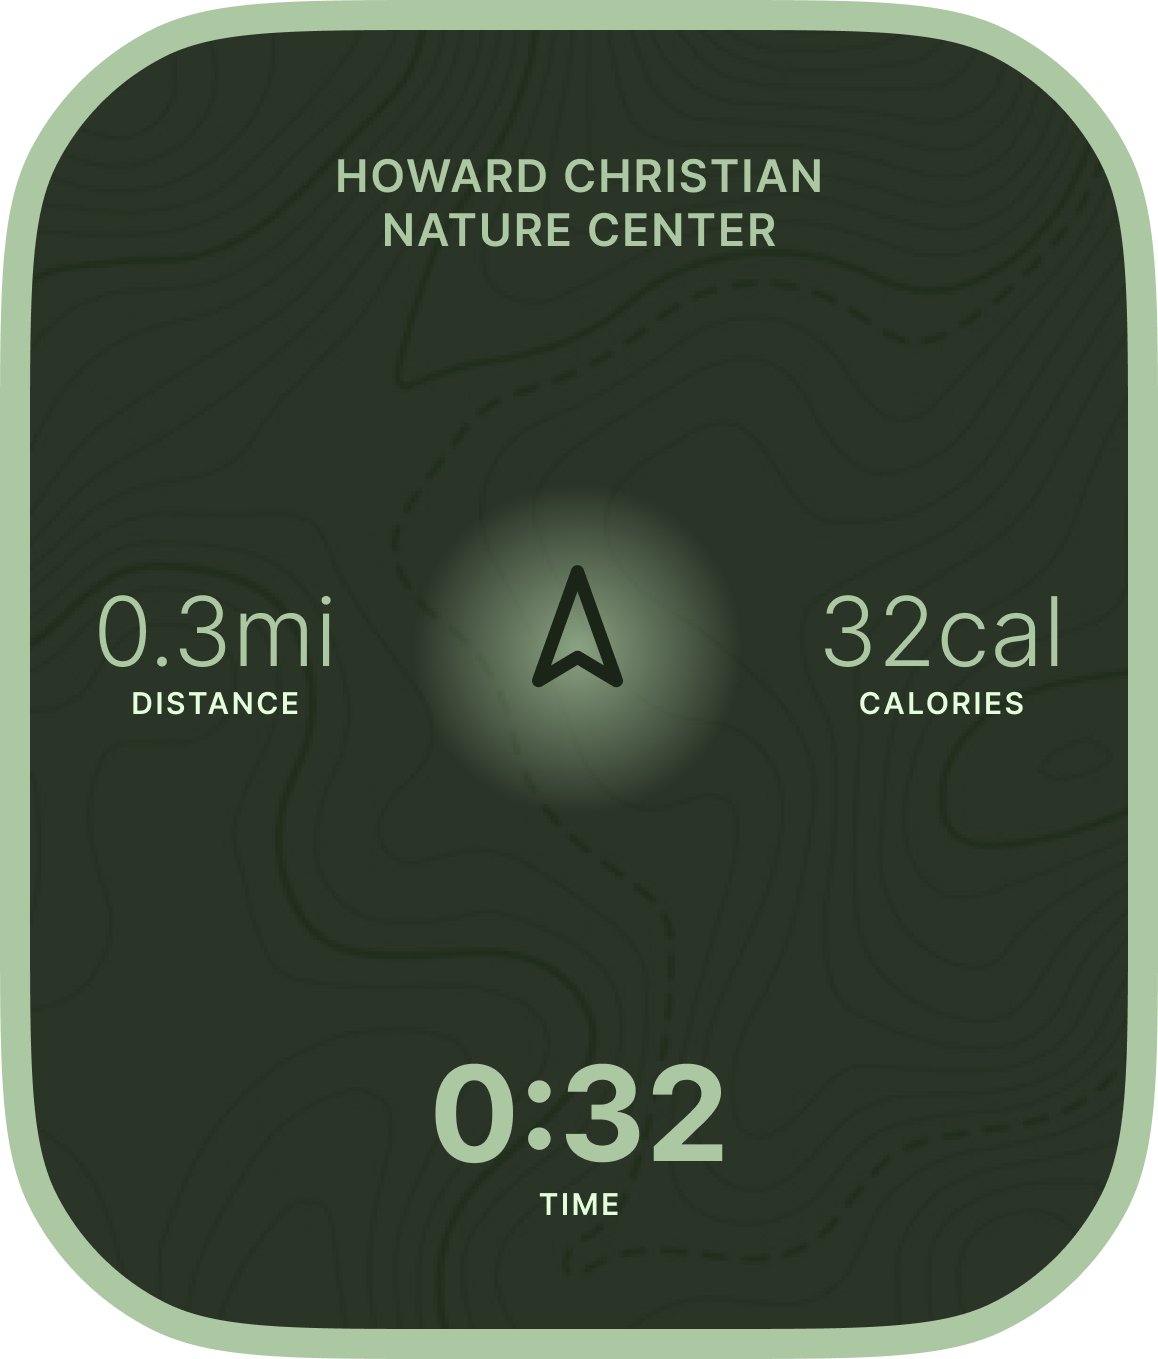 HOWARD CHRISTIAN
NATURE CENTER
0.3mi
DISTANCE
32cal
CALORIES
0:32
TIME